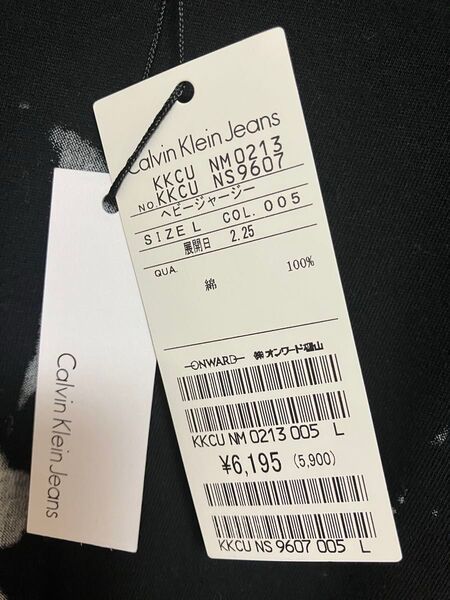 Calvin Klein Jeans
KKCU NM0213
NO.KKCU NS9607
ヘビージャージー
SIZE L COL. 005
展開日 2.25
QUA.
綿 100%
ONWARD ㈱オンワード樫山
KKCU NM 0213 005 L
¥6,195 (5,900)
KKCU NS 9607 005 L
Calvin Klein Jeans